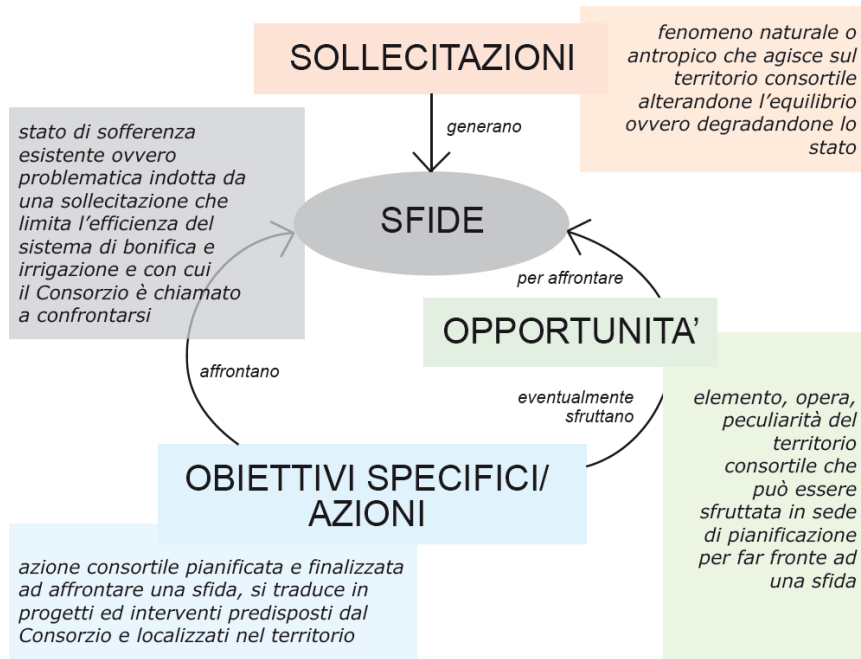 SOLLECITAZIONI
fenomeno naturale o
antropico che agisce sul
territorio consortile
alterandone l'equilibrio
ovvero degradandone lo
stato
generano
stato di sofferenza
esistente ovvero
problematica indotta da
una sollecitazione che
limita l'efficienza del
sistema di bonifica e
irrigazione e con cui
il Consorzio è chiamato
a confrontarsi
SFIDE
per affrontare
OPPORTUNITA'
affrontano
eventualmente
sfruttano
elemento, opera,
peculiarità del
territorio
consortile che
può essere
sfruttata in sede
di pianificazione
per far fronte ad
una sfida
OBIETTIVI SPECIFICI/
AZIONI
azione consortile pianificata e finalizzata
ad affrontare una sfida, si traduce in
progetti ed interventi predisposti dal
Consorzio e localizzati nel territorio